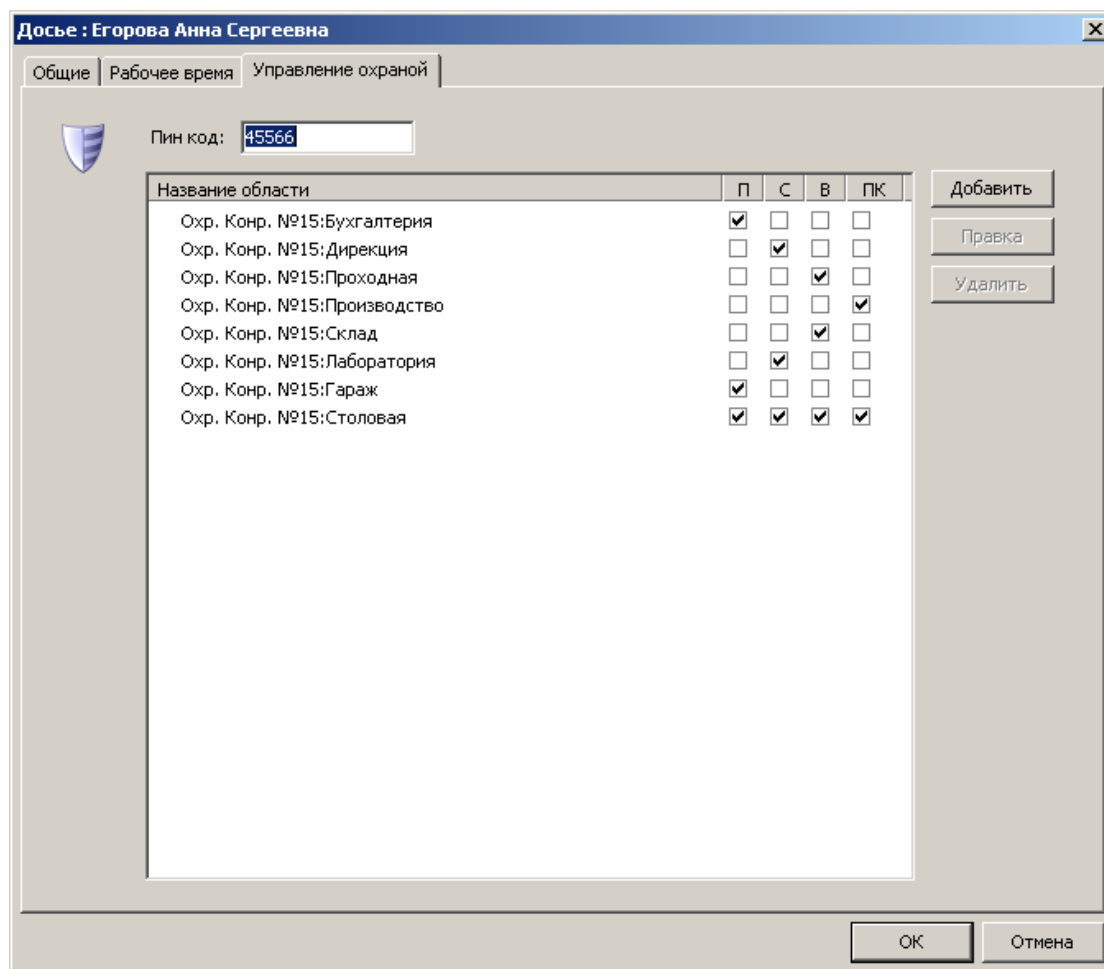 Досье : Егорова Анна Сергеевна
Общие Рабочее время Управление охраной
Пин код: 45566
Название области П С В ПК
Добавить
Охр. Конр. №15:Бухгалтерия
Правка
Охр. Конр. №15:Дирекция
Охр. Конр. №15:Проходная
Удалить
Охр. Конр. №15:Производство
Охр. Конр. №15:Склад
Охр. Конр. №15:Лаборатория
Охр. Конр. №15:Гараж
Охр. Конр. №15:Столовая
ОК Отмена